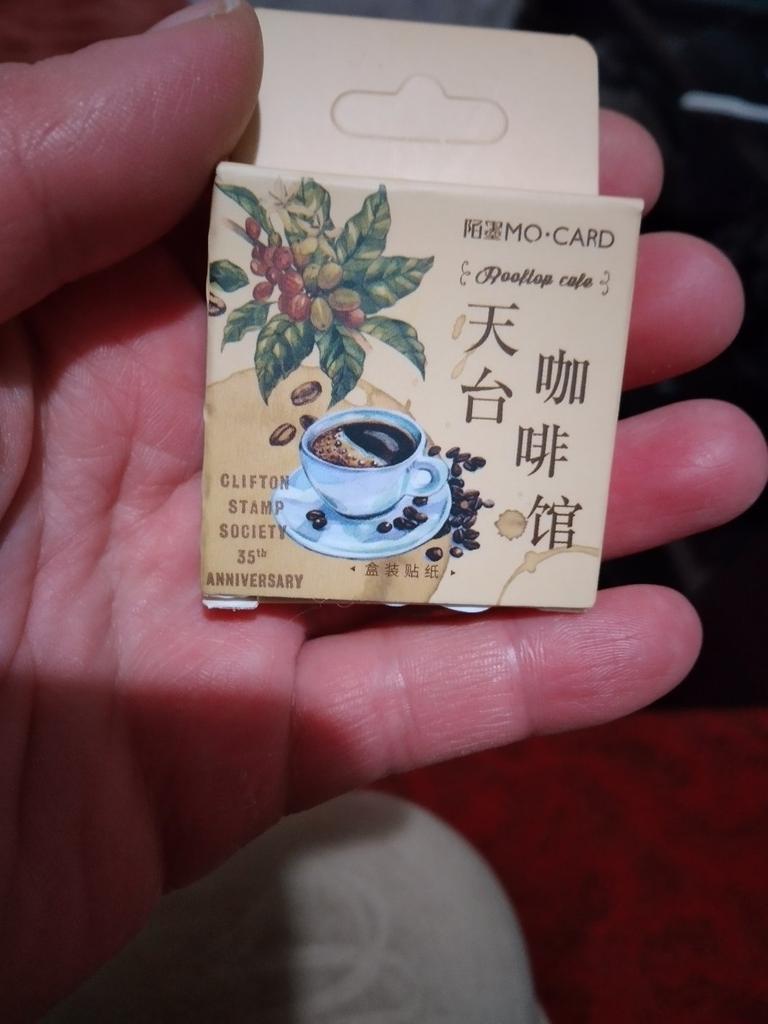 陌墨MO·CARD
Rooftop cafe
天台
咖啡馆
CLIFTON
STAMP
SOCIETY
35th
ANNIVERSARY
盒装贴纸